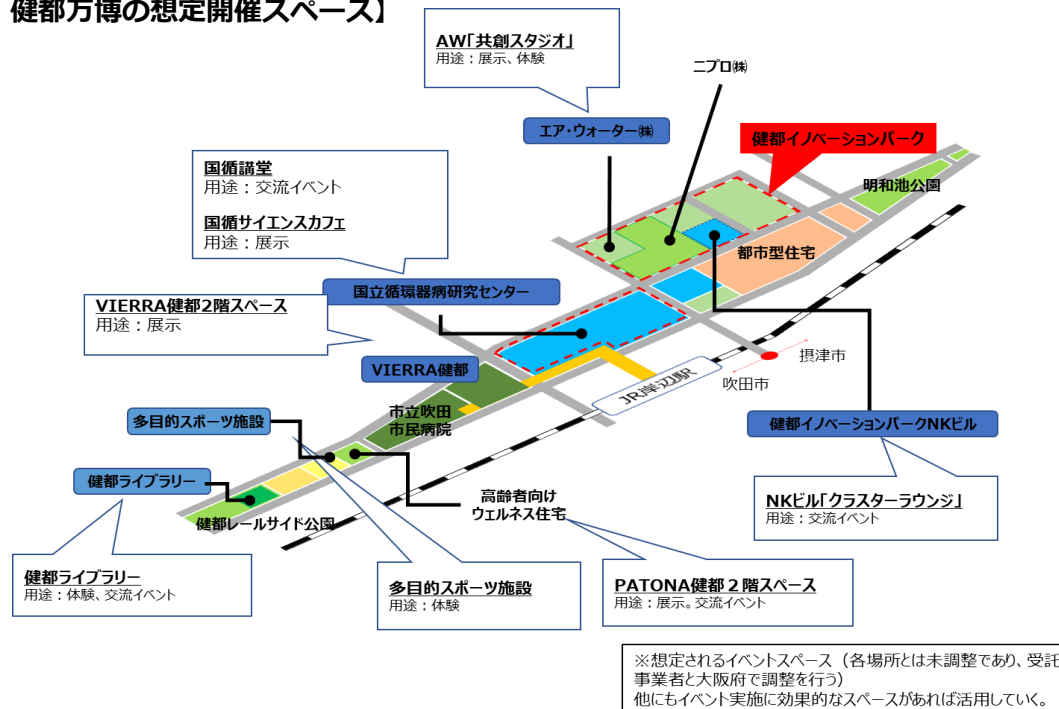 健都万博の想定開催スペース】
AW「共創スタジオ」
用途：展示、体験
ニプロ㈱
エア・ウォーター㈱
健都イノベーションパーク
明和池公園
国循講堂
用途：交流イベント
国循サイエンスカフェ
用途：展示
都市型住宅
国立循環器病研究センター
VIERRA健都2階スペース
用途：展示
摂津市
VIERRA健都
吹田市
JR岸辺駅
市立吹田
市民病院
多目的スポーツ施設
健都イノベーションパークNKビル
健都ライブラリー
高齢者向け
ウェルネス住宅
健都レールサイド公園
NKビル「クラスターラウンジ」
用途：交流イベント
健都ライブラリー
用途：体験、交流イベント
多目的スポーツ施設
用途：体験
PATONA健都２階スペース
用途：展示。交流イベント
※想定されるイベントスペース（各場所とは未調整であり、受託
事業者と大阪府で調整を行う）
他にもイベント実施に効果的なスペースがあれば活用していく。